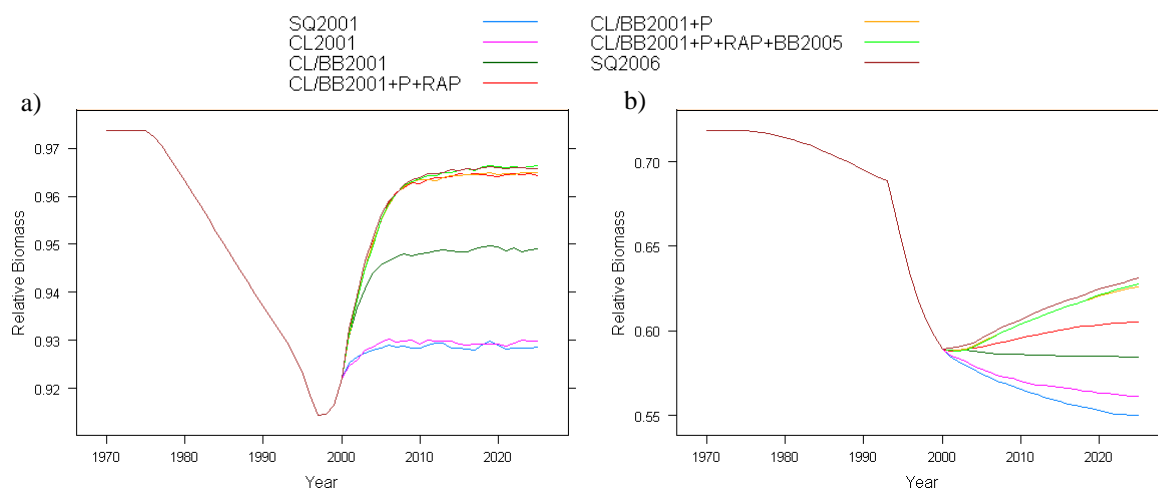 SQ2001
CL2001
CL/BB2001
CL/BB2001+P+RAP
CL/BB2001+P
CL/BB2001+P+RAP+BB2005
SQ2006
a)
0.97
0.96
0.95
0.94
0.93
0.92
Relative Biomass
1970 1980 1990 2000 2010 2020
Year
b)
0.70
0.65
0.60
0.55
Relative Biomass
1970 1980 1990 2000 2010 2020
Year